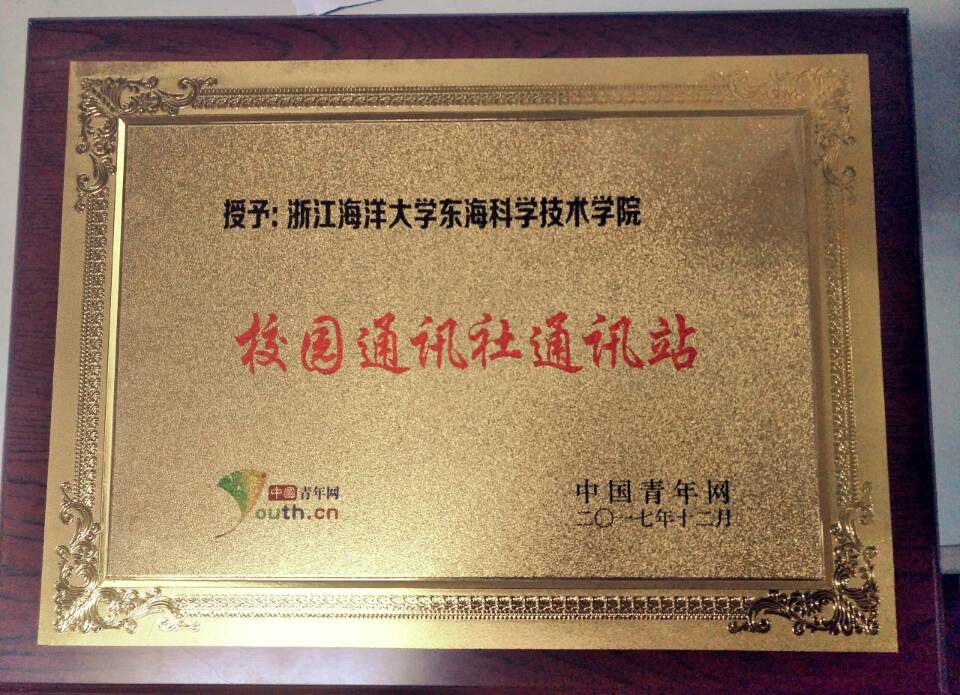 授予:浙江海洋大学东海科学技术学院
校园通讯社通讯站
中國青年网
Youth.cn
中国青年网
二〇一七年十二月